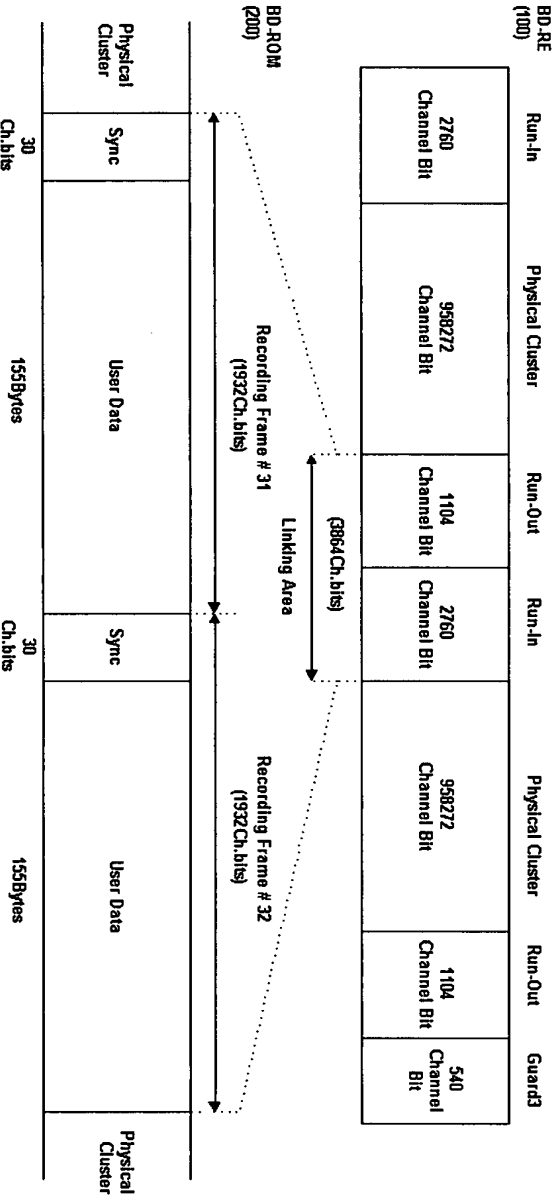 BD-RE
(100)
Run-In
Physical Cluster
Run-Out
Run-In
Physical Cluster
Run-Out
Guard3
2760
Channel Bit
958272
Channel Bit
1104
Channel Bit
2760
Channel Bit
958272
Channel Bit
1104
Channel Bit
540
Channel
Bit
(3864Ch.bits)
Linking Area
BD-ROM
(200)
Recording Frame # 31
(1932Ch.bits)
Recording Frame # 32
(1932Ch.bits)
Physical
Cluster
Sync
User Data
Sync
User Data
Physical
Cluster
30
Ch.bits
155Bytes
30
Ch.bits
155Bytes